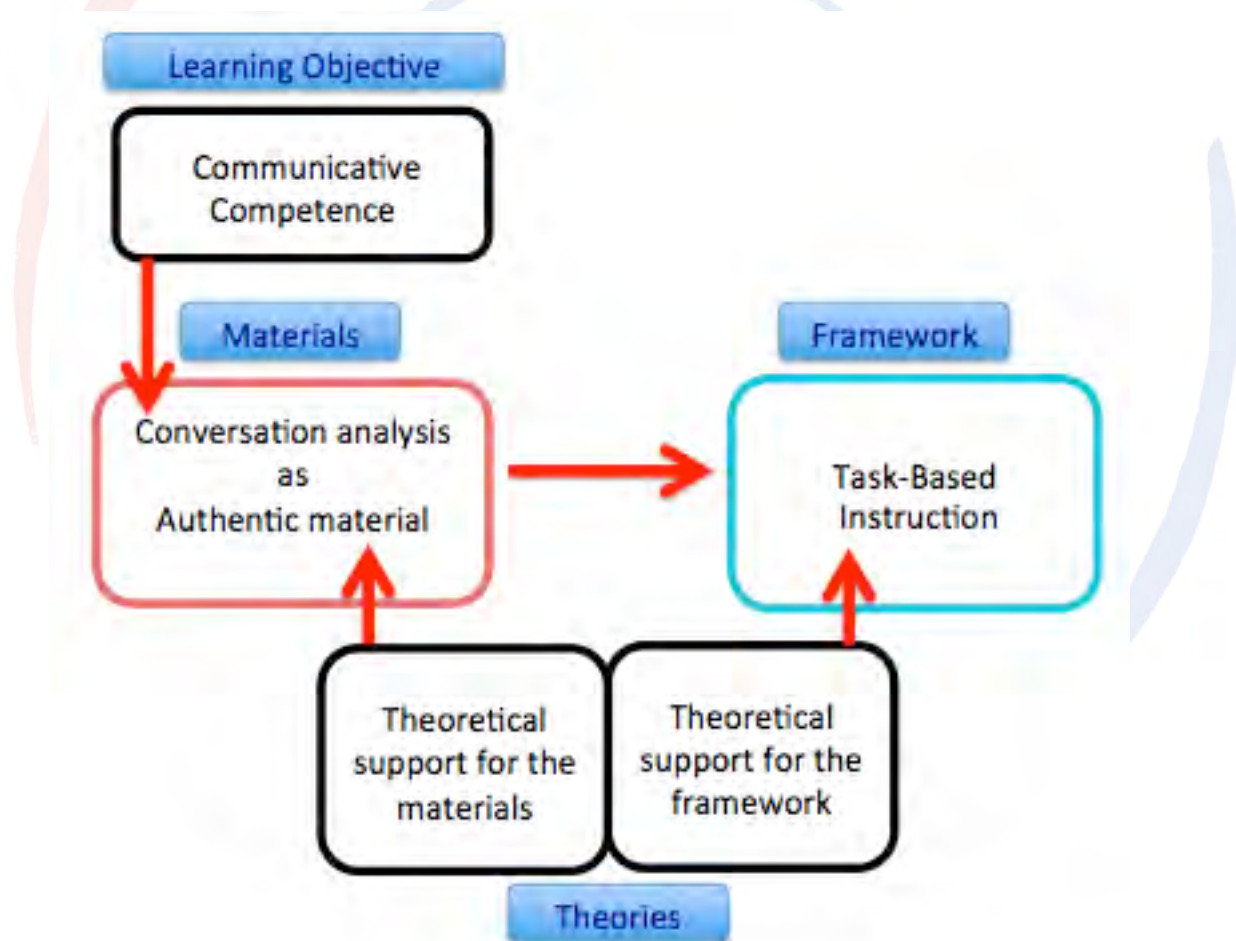 Learning Objective
Communicative
Competence
Materials
Framework
Conversation analysis
as
Authentic material
Task-Based
Instruction
Theoretical
support for the
materials
Theoretical
support for the
framework
Theories